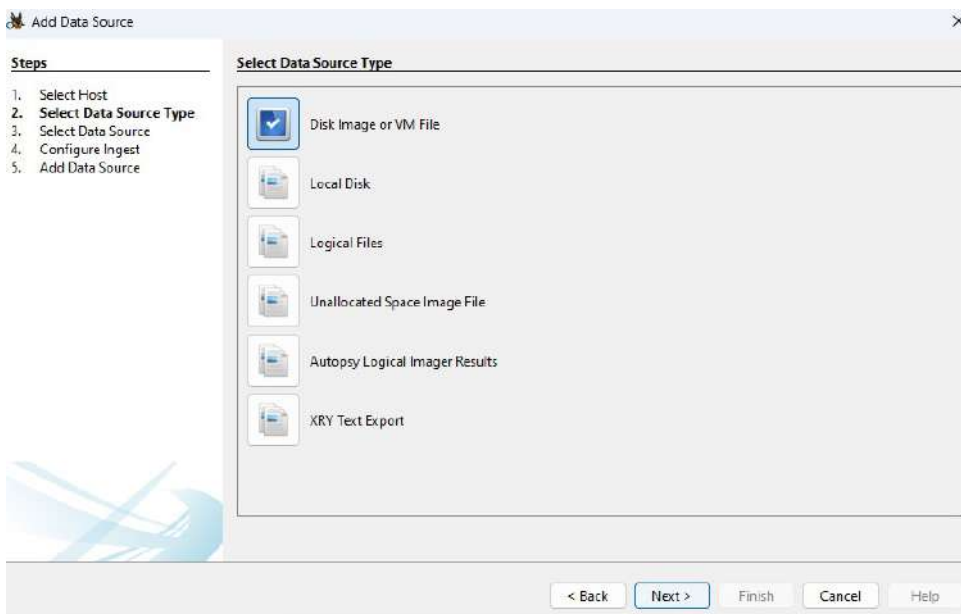 Add Data Source
Steps
1. Select Host
2. Select Data Source Type
3. Select Data Source
4. Configure Ingest
5. Add Data Source
Select Data Source Type
Disk Image or VM File
Local Disk
Logical Files
Unallocated Space Image File
Autopsy Logical Imager Results
XRY Text Export
< Back Next > Finish Cancel Help